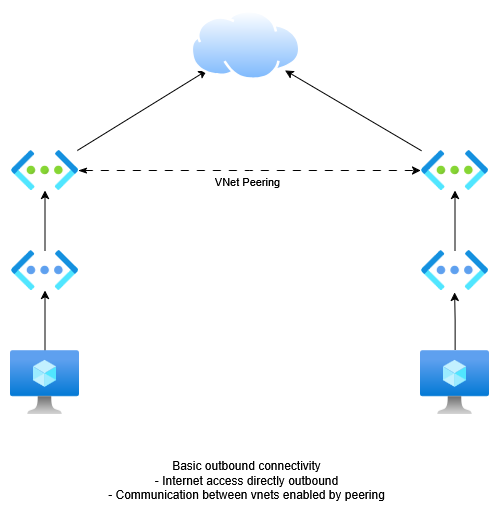 VNet Peering
Basic outbound connectivity
- Internet access directly outbound
- Communication between vnets enabled by peering